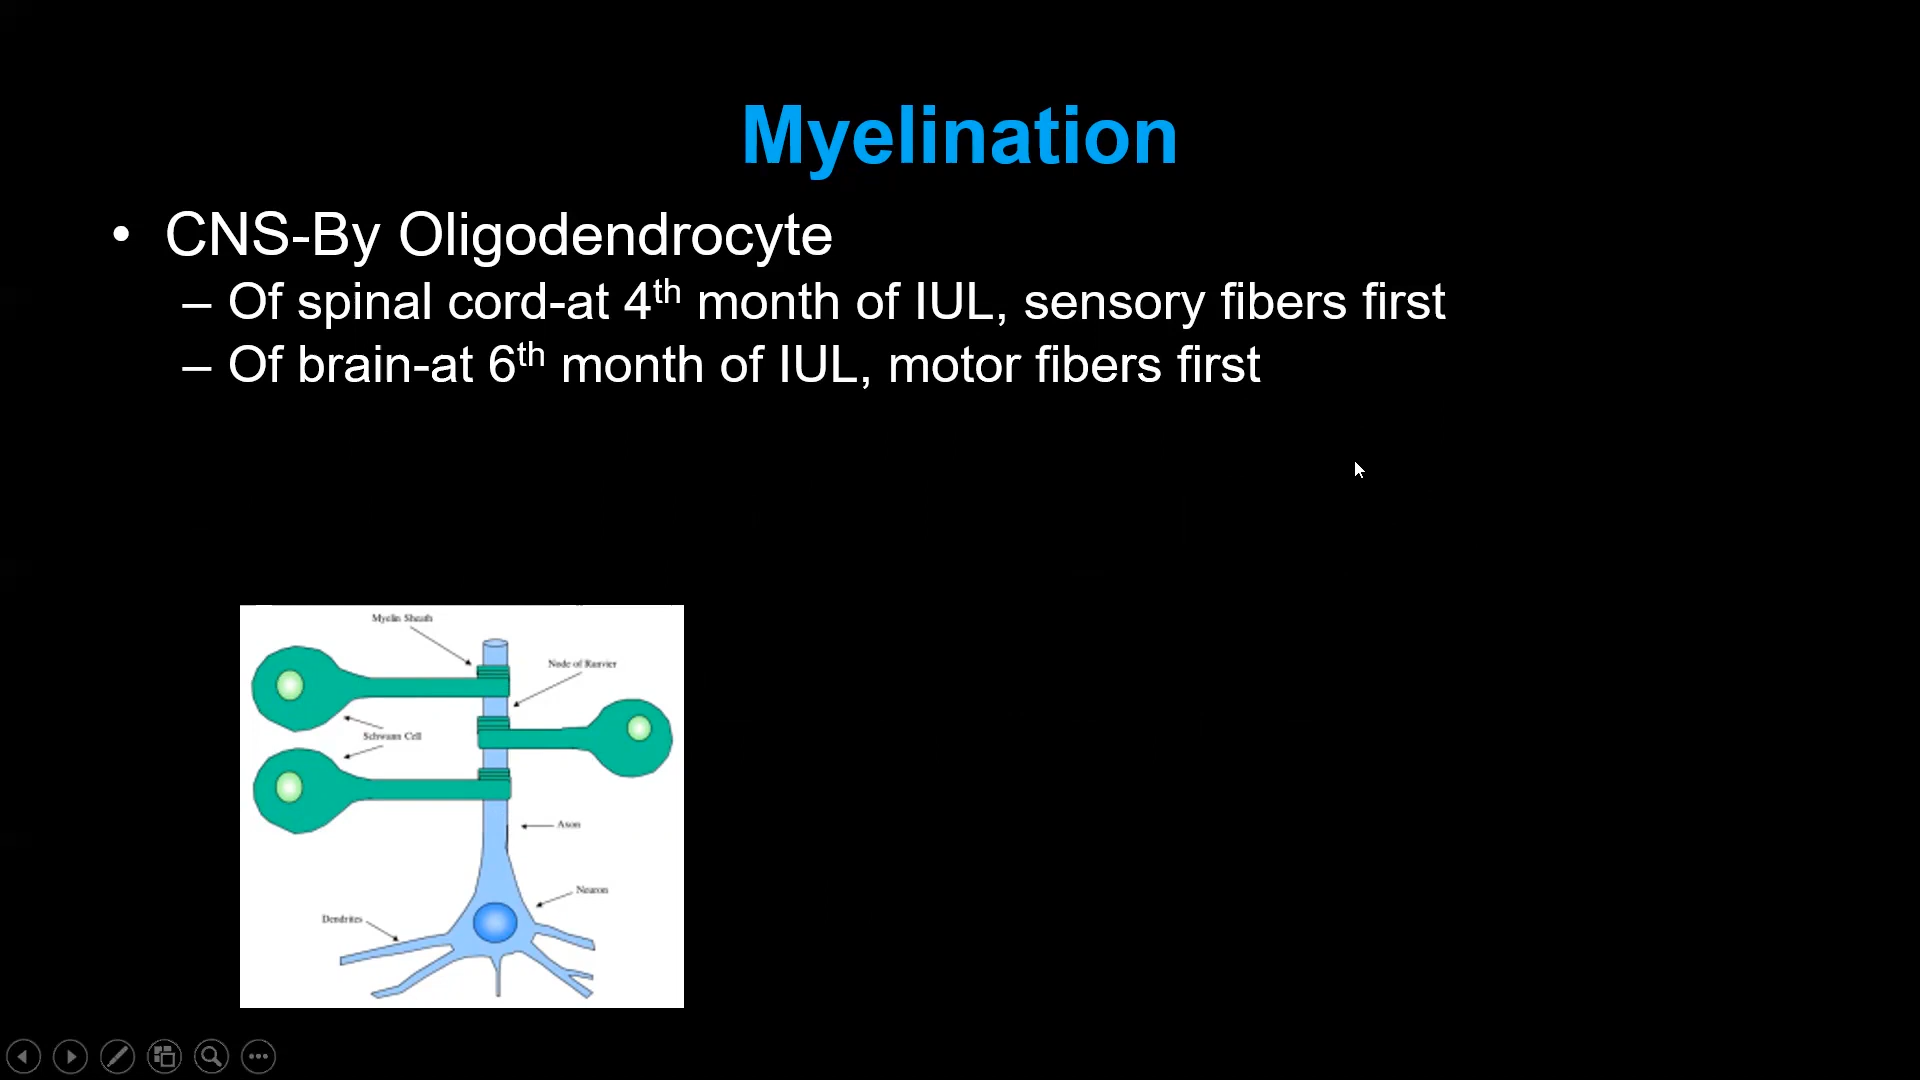 Myelination
• CNS-By Oligodendrocyte
– Of spinal cord-at 4th month of IUL, sensory fibers first
– Of brain-at 6th month of IUL, motor fibers first
Myelin Sheath
Node of Ranvier
Schwann Cell
Axon
Neuron
Dendrites